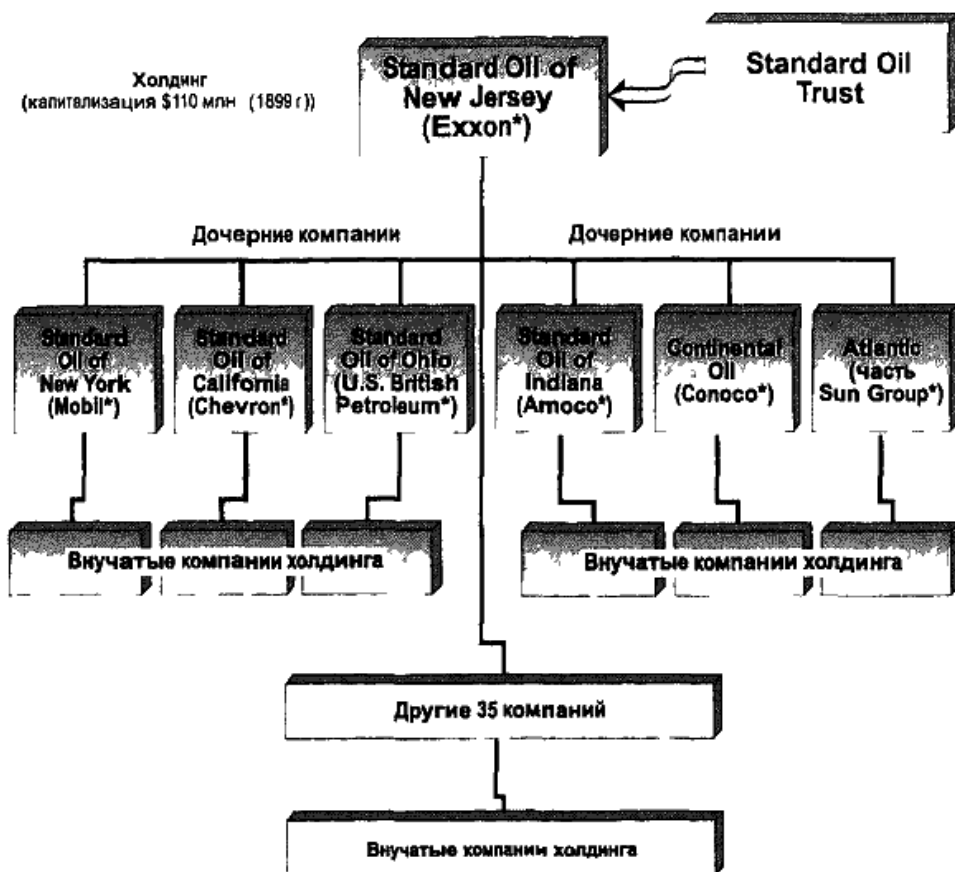 Холдинг
(капитализация $110 млн (1899 г))
Standard Oil of
New Jersey
(Exxon*)
Standard Oil
Trust
Дочерние компании
Дочерние компании
Standard
Oil of
New York
(Mobil*)
Standard
Oil of
California
(Chevron*)
Standard
Oil of Ohio
(U.S. British
Petroleum*)
Standard
Oil of
Indiana
(Amoco*)
Continental
Oil
(Conoco*)
Atlantic
(часть
Sun Group*)
Внучатые компании холдинга
Внучатые компании холдинга
Другие 35 компаний
Внучатые компании холдинга